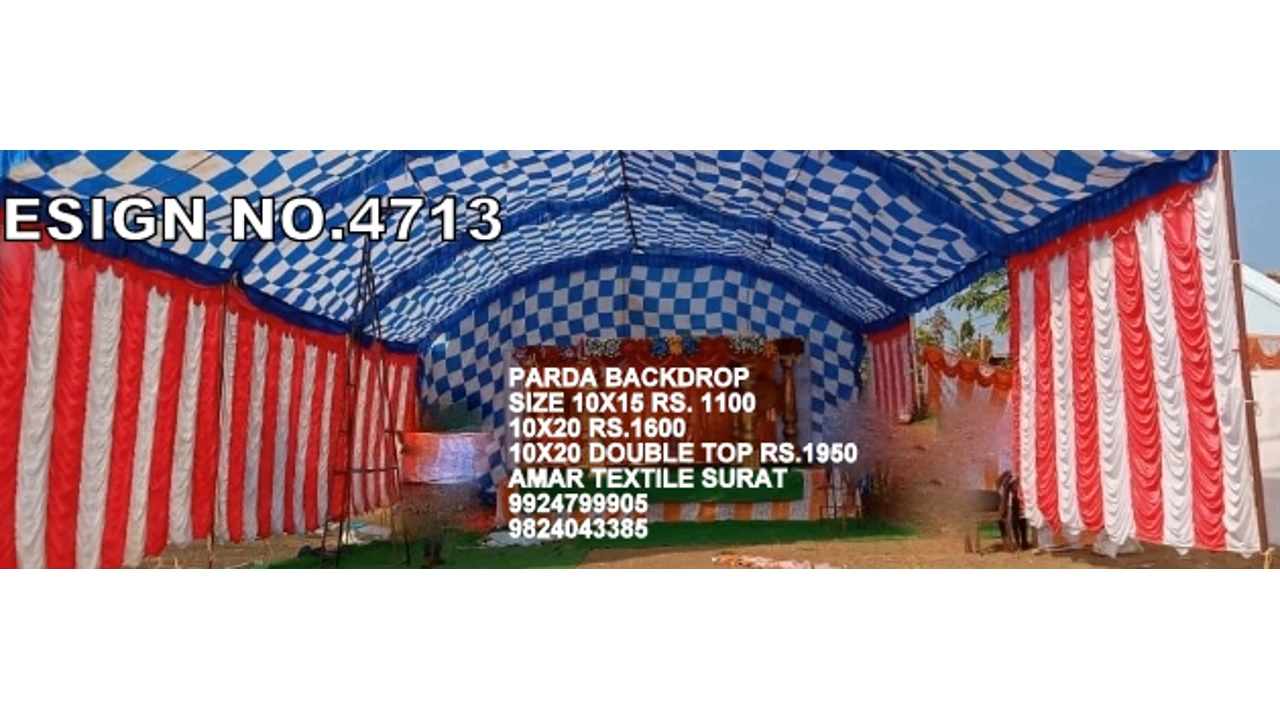 ESIGN NO.4713
PARDA BACKDROP
SIZE 10X15 RS. 1100
10X20 RS.1600
10X20 DOUBLE TOP RS.1950
AMAR TEXTILE SURAT
9924799905
9824043385